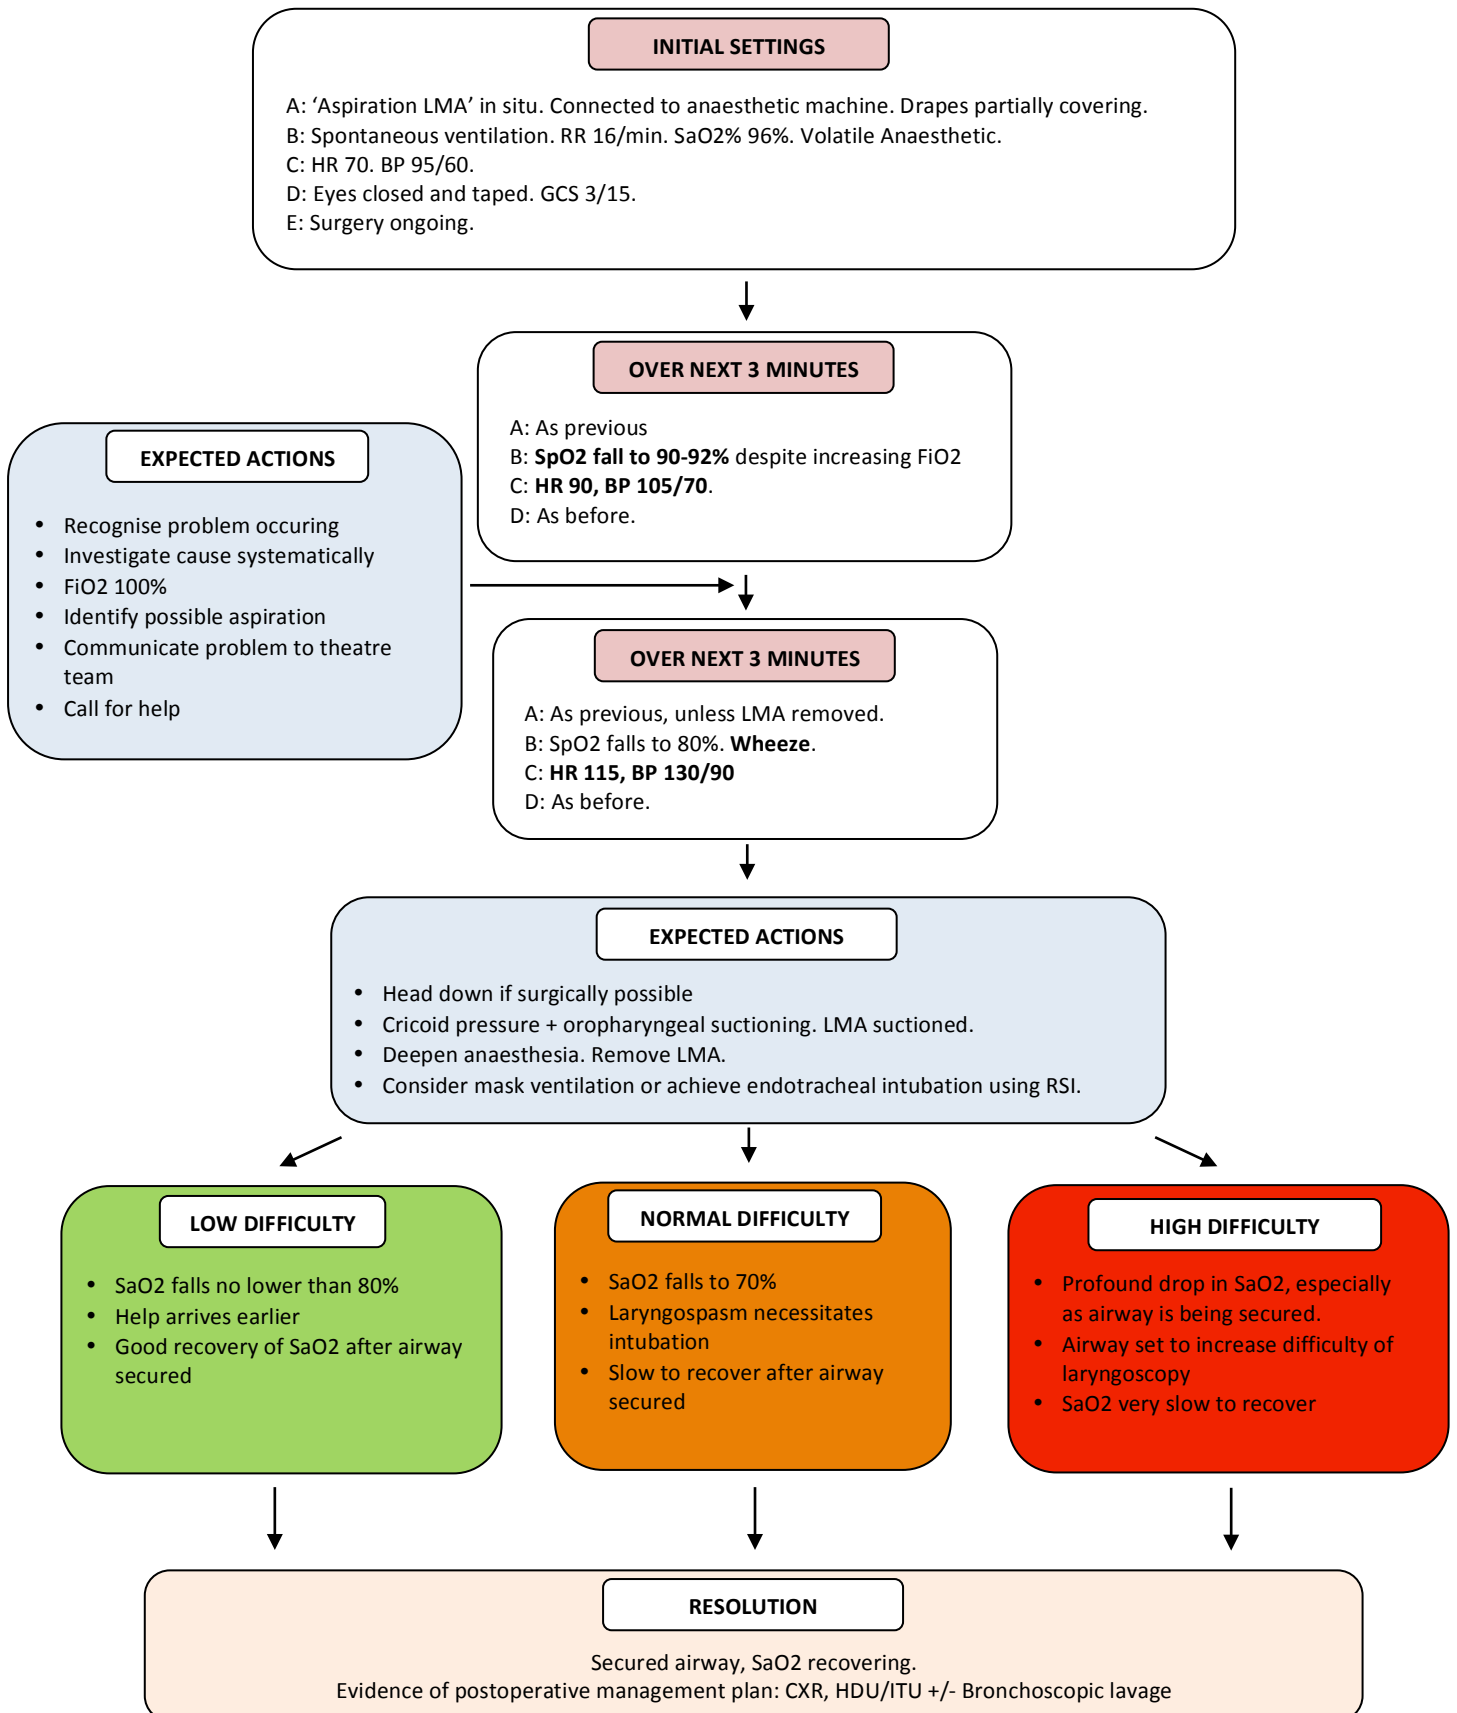 INITIAL SETTINGS
A: ‘Aspiration LMA’ in situ. Connected to anaesthetic machine. Drapes partially covering.
B: Spontaneous ventilation. RR 16/min. SaO2% 96%. Volatile Anaesthetic.
C: HR 70. BP 95/60.
D: Eyes closed and taped. GCS 3/15.
E: Surgery ongoing.
OVER NEXT 3 MINUTES
A: As previous
B: SpO2 fall to 90-92% despite increasing FiO2
C: HR 90, BP 105/70.
D: As before.
EXPECTED ACTIONS
• Recognise problem occuring
• Investigate cause systematically
• FiO2 100%
• Identify possible aspiration
• Communicate problem to theatre
team
• Call for help
OVER NEXT 3 MINUTES
A: As previous, unless LMA removed.
B: SpO2 falls to 80%. Wheeze.
C: HR 115, BP 130/90
D: As before.
EXPECTED ACTIONS
• Head down if surgically possible
• Cricoid pressure + oropharyngeal suctioning. LMA suctioned.
• Deepen anaesthesia. Remove LMA.
• Consider mask ventilation or achieve endotracheal intubation using RSI.
LOW DIFFICULTY
• SaO2 falls no lower than 80%
• Help arrives earlier
• Good recovery of SaO2 after airway
secured
NORMAL DIFFICULTY
• SaO2 falls to 70%
• Laryngospasm necessitates
intubation
• Slow to recover after airway
secured
HIGH DIFFICULTY
• Profound drop in SaO2, especially
as airway is being secured.
• Airway set to increase difficulty of
laryngoscopy
• SaO2 very slow to recover
RESOLUTION
Secured airway, SaO2 recovering.
Evidence of postoperative management plan: CXR, HDU/ITU +/- Bronchoscopic lavage